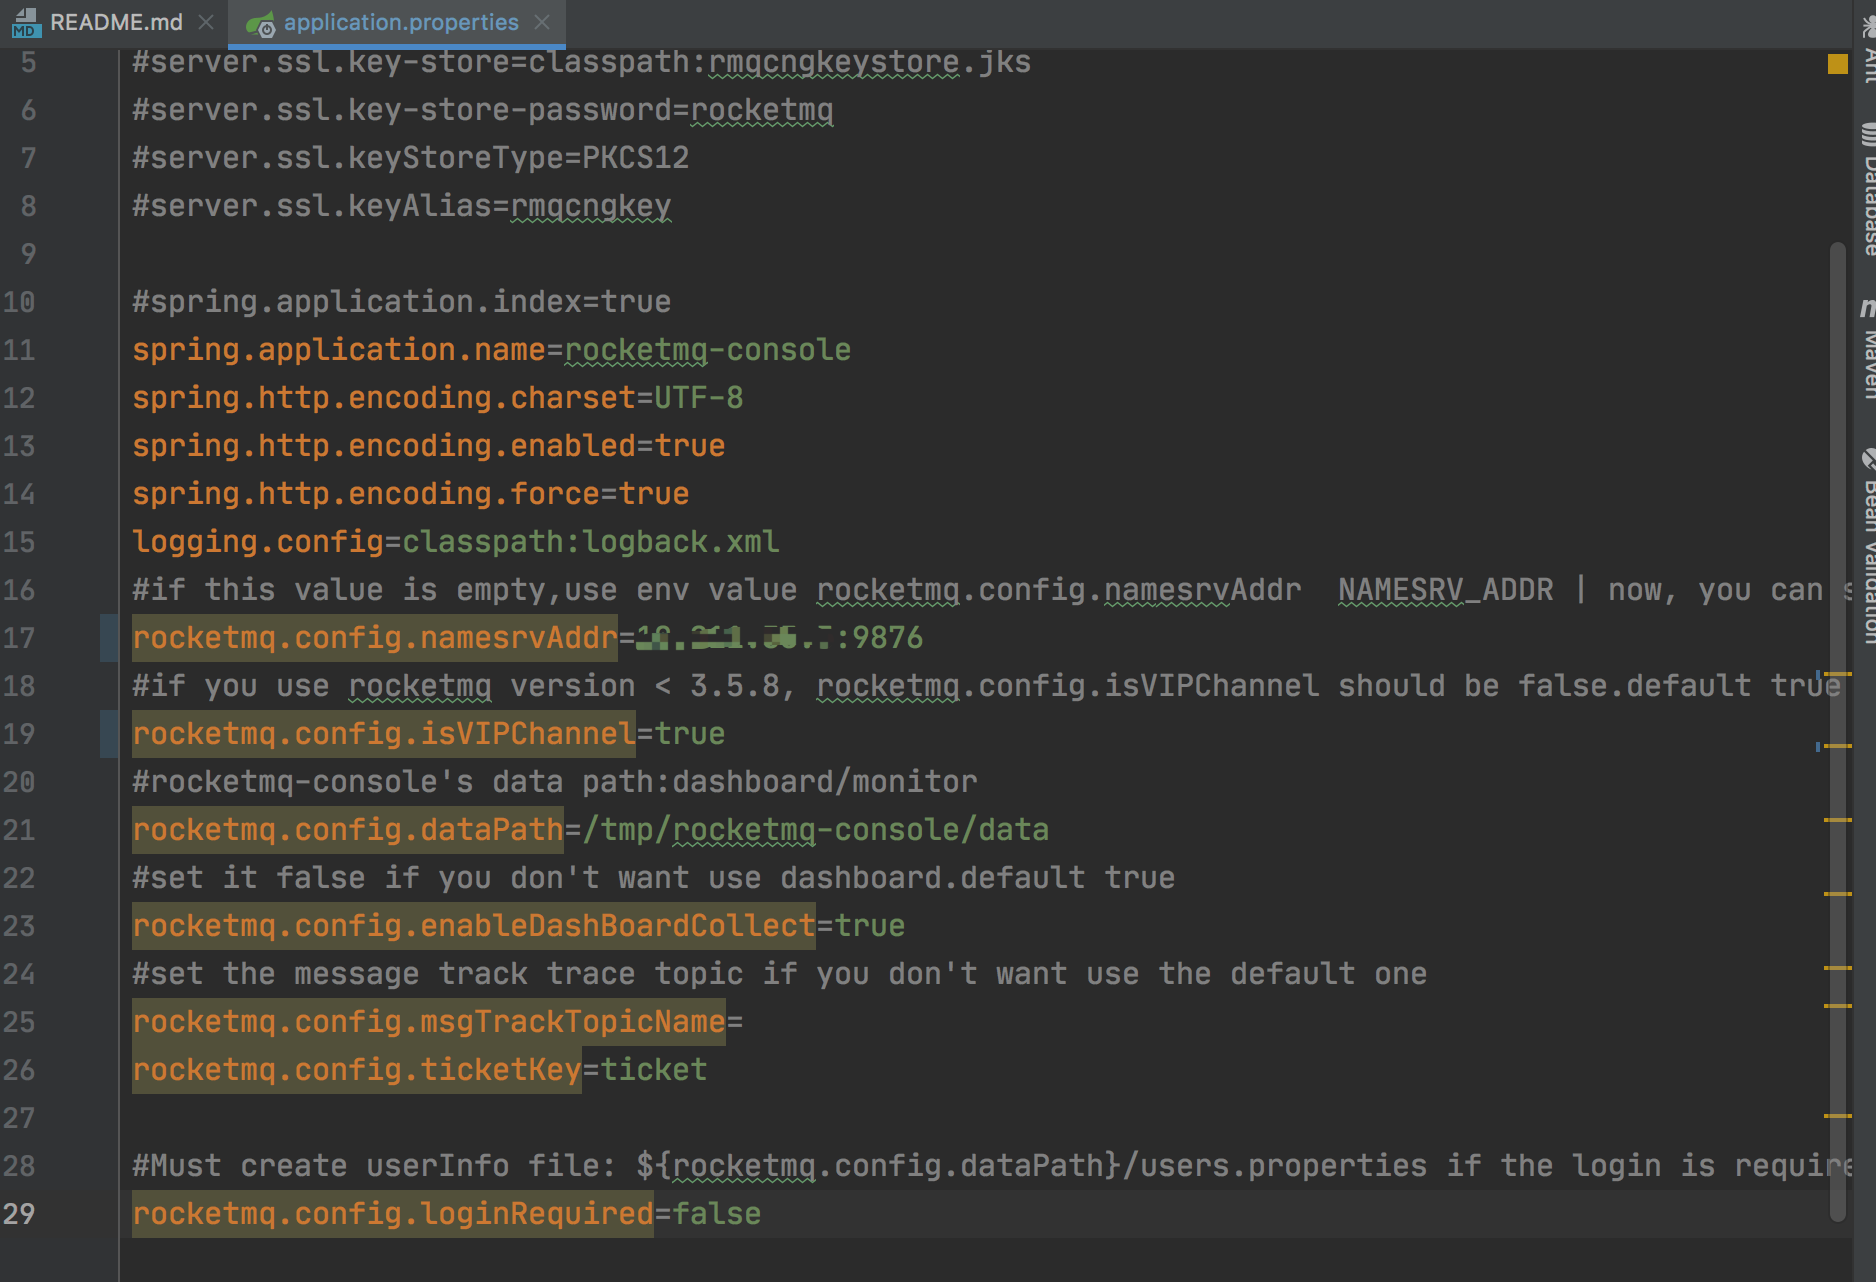 README.md
application.properties
5 #server.ssl.key-store=classpath:rmqcngkeystore.jks
6 #server.ssl.key-store-password=rocketmq
7 #server.ssl.keyStoreType=PKCS12
8 #server.ssl.keyAlias=rmqcngkey
9
10 #spring.application.index=true
11 spring.application.name=rocketmq-console
12 spring.http.encoding.charset=UTF-8
13 spring.http.encoding.enabled=true
14 spring.http.encoding.force=true
15 logging.config=classpath:logback.xml
16 #if this value is empty,use env value rocketmq.config.namesrvAddr  NAMESRV_ADDR | now, you can s
17 rocketmq.config.namesrvAddr= :9876
18 #if you use rocketmq version < 3.5.8, rocketmq.config.isVIPChannel should be false.default true
19 rocketmq.config.isVIPChannel=true
20 #rocketmq-console's data path:dashboard/monitor
21 rocketmq.config.dataPath=/tmp/rocketmq-console/data
22 #set it false if you don't want use dashboard.default true
23 rocketmq.config.enableDashBoardCollect=true
24 #set the message track trace topic if you don't want use the default one
25 rocketmq.config.msgTrackTopicName=
26 rocketmq.config.ticketKey=ticket
27
28 #Must create userInfo file: ${rocketmq.config.dataPath}/users.properties if the login is require
29 rocketmq.config.loginRequired=false
Ant
Database
Maven
Bean Validation